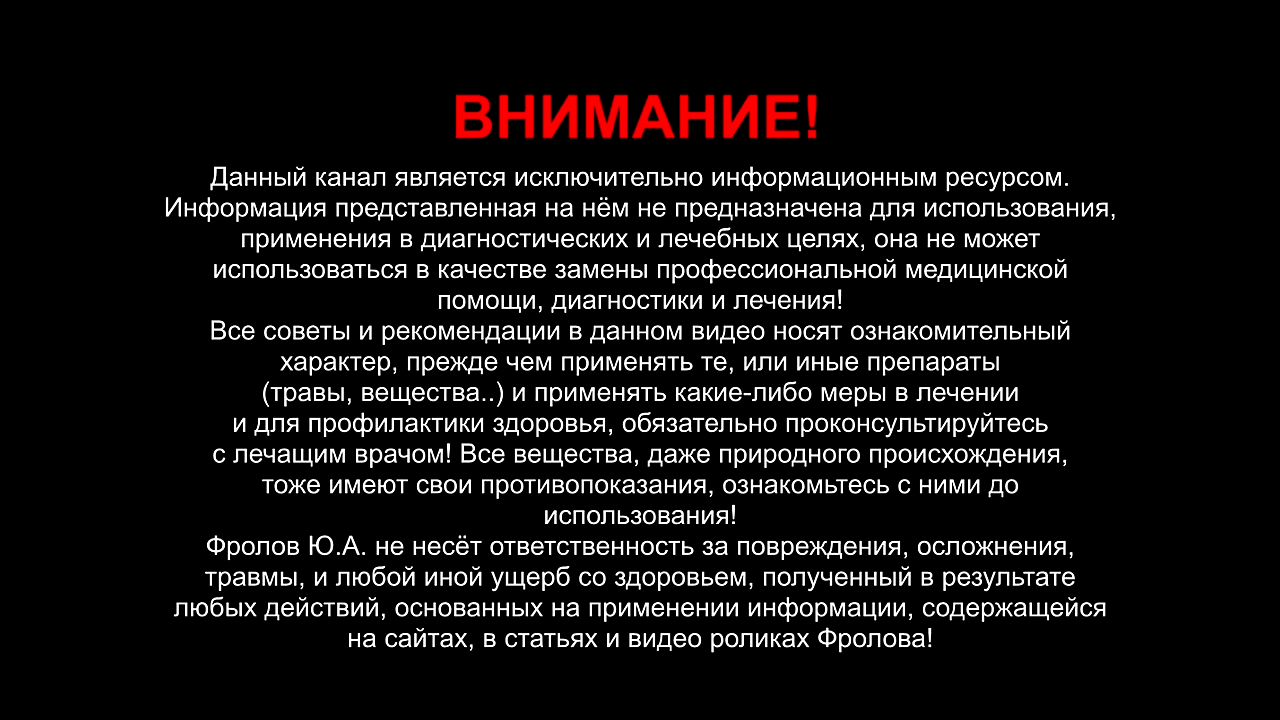 ВНИМАНИЕ!
Данный канал является исключительно информационным ресурсом.
Информация представленная на нём не предназначена для использования,
применения в диагностических и лечебных целях, она не может
использоваться в качестве замены профессиональной медицинской
помощи, диагностики и лечения!
Все советы и рекомендации в данном видео носят ознакомительный
характер, прежде чем применять те, или иные препараты
(травы, вещества..) и применять какие-либо меры в лечении
и для профилактики здоровья, обязательно проконсультируйтесь
с лечащим врачом! Все вещества, даже природного происхождения,
тоже имеют свои противопоказания, ознакомьтесь с ними до
использования!
Фролов Ю.А. не несёт ответственность за повреждения, осложнения,
травмы, и любой иной ущерб со здоровьем, полученный в результате
любых действий, основанных на применении информации, содержащейся
на сайтах, в статьях и видео роликах Фролова!